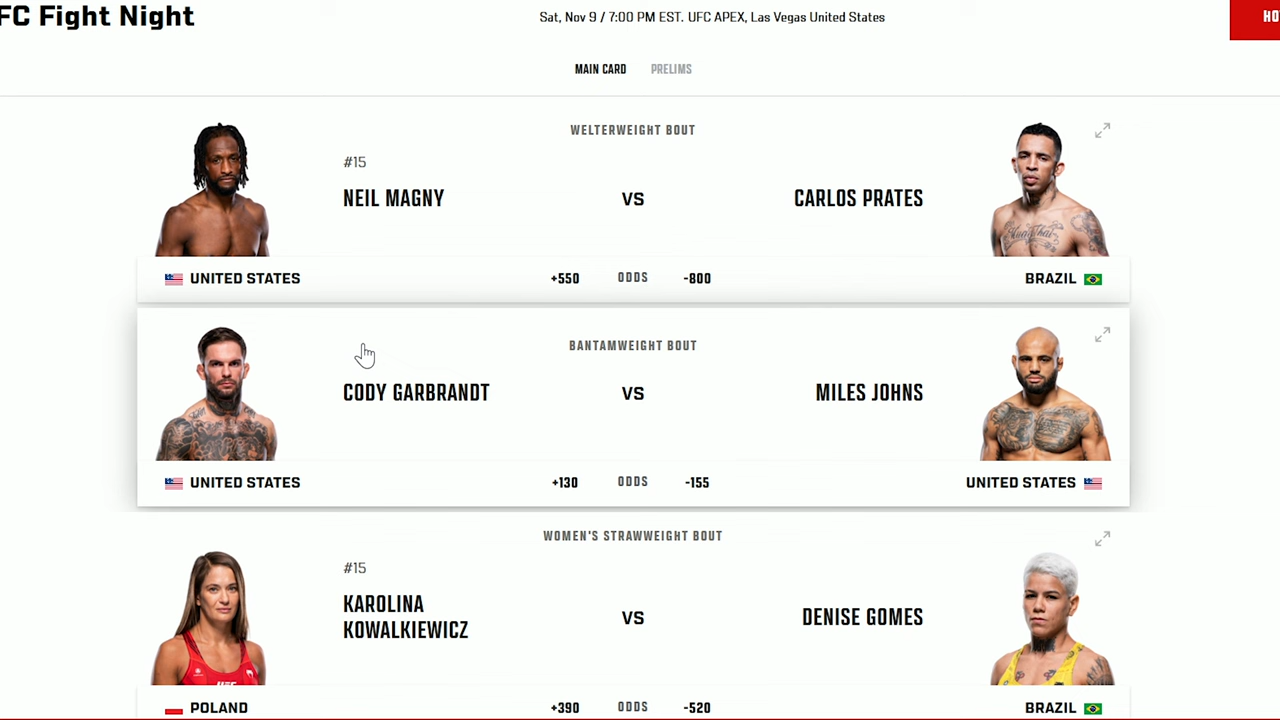 FC Fight Night
Sat, Nov 9 / 7:00 PM EST. UFC APEX, Las Vegas United States
HO
MAIN CARD PRELIMS
WELTERWEIGHT BOUT
#15
NEIL MAGNY VS CARLOS PRATES
UNITED STATES +550 ODDS -800 BRAZIL
BANTAMWEIGHT BOUT
CODY GARBRANDT VS MILES JOHNS
UNITED STATES +130 ODDS -155 UNITED STATES
WOMEN'S STRAWWEIGHT BOUT
#15
KAROLINA
KOWALKIEWICZ VS DENISE GOMES
POLAND +390 ODDS -520 BRAZIL